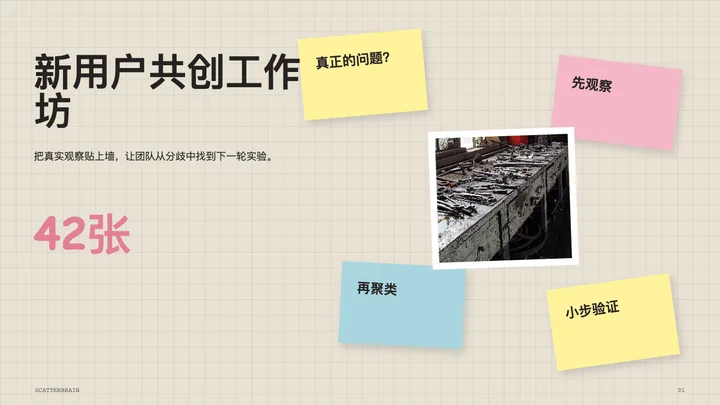 新用户共创工作
坊
把真实观察贴上墙，让团队从分歧中找到下一轮实验。
42张
真正的问题？
先观察
再聚类
小步验证
SCATTERBRAIN
01